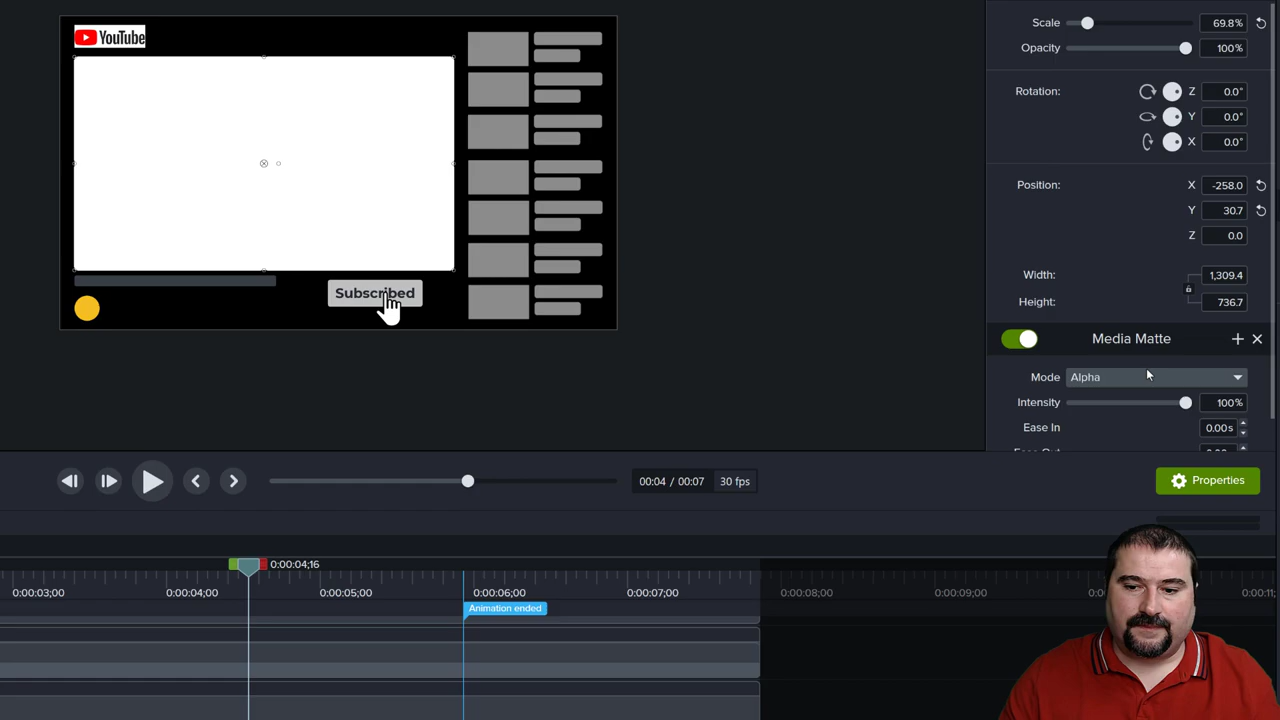 YouTube
Subscribed
Scale 69.8%
Opacity 100%
Rotation: Z 0.0°
Y 0.0°
X 0.0°
Position: X -258.0
Y 30.7
Z 0.0
Width: 1,309.4
Height: 736.7
Media Matte
Mode Alpha
Intensity 100%
Ease In 0.00s
00:04 / 00:07 30 fps
Properties
0:00:04;16
0:00:03;00 0:00:04;00 0:00:05;00 0:00:06;00 0:00:07;00 0:00:08;00 0:00:09;00
Animation ended